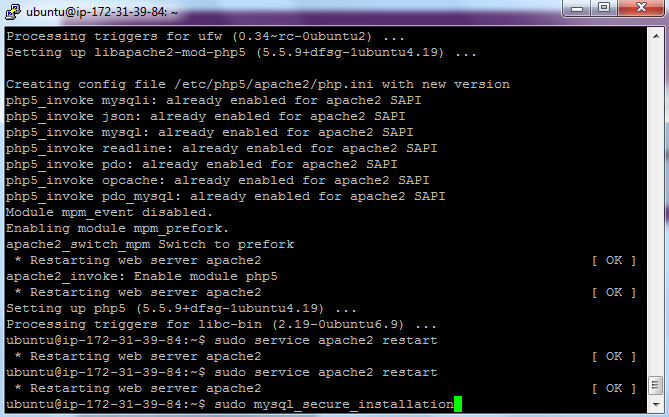 ubuntu@ip-172-31-39-84: ~
Processing triggers for ufw (0.34~rc-0ubuntu2) ...
Setting up libapache2-mod-php5 (5.5.9+dfsg-1ubuntu4.19) ...
Creating config file /etc/php5/apache2/php.ini with new version
php5_invoke mysqli: already enabled for apache2 SAPI
php5_invoke json: already enabled for apache2 SAPI
php5_invoke mysql: already enabled for apache2 SAPI
php5_invoke readline: already enabled for apache2 SAPI
php5_invoke pdo: already enabled for apache2 SAPI
php5_invoke opcache: already enabled for apache2 SAPI
php5_invoke pdo_mysql: already enabled for apache2 SAPI
Module mpm_event disabled.
Enabling module mpm_prefork.
apache2_switch_mpm Switch to prefork
 * Restarting web server apache2 [ OK ]
apache2_invoke: Enable module php5
 * Restarting web server apache2 [ OK ]
Setting up php5 (5.5.9+dfsg-1ubuntu4.19) ...
Processing triggers for libc-bin (2.19-0ubuntu6.9) ...
ubuntu@ip-172-31-39-84:~$ sudo service apache2 restart
 * Restarting web server apache2 [ OK ]
ubuntu@ip-172-31-39-84:~$ sudo service apache2 restart
 * Restarting web server apache2 [ OK ]
ubuntu@ip-172-31-39-84:~$ sudo mysql_secure_installation